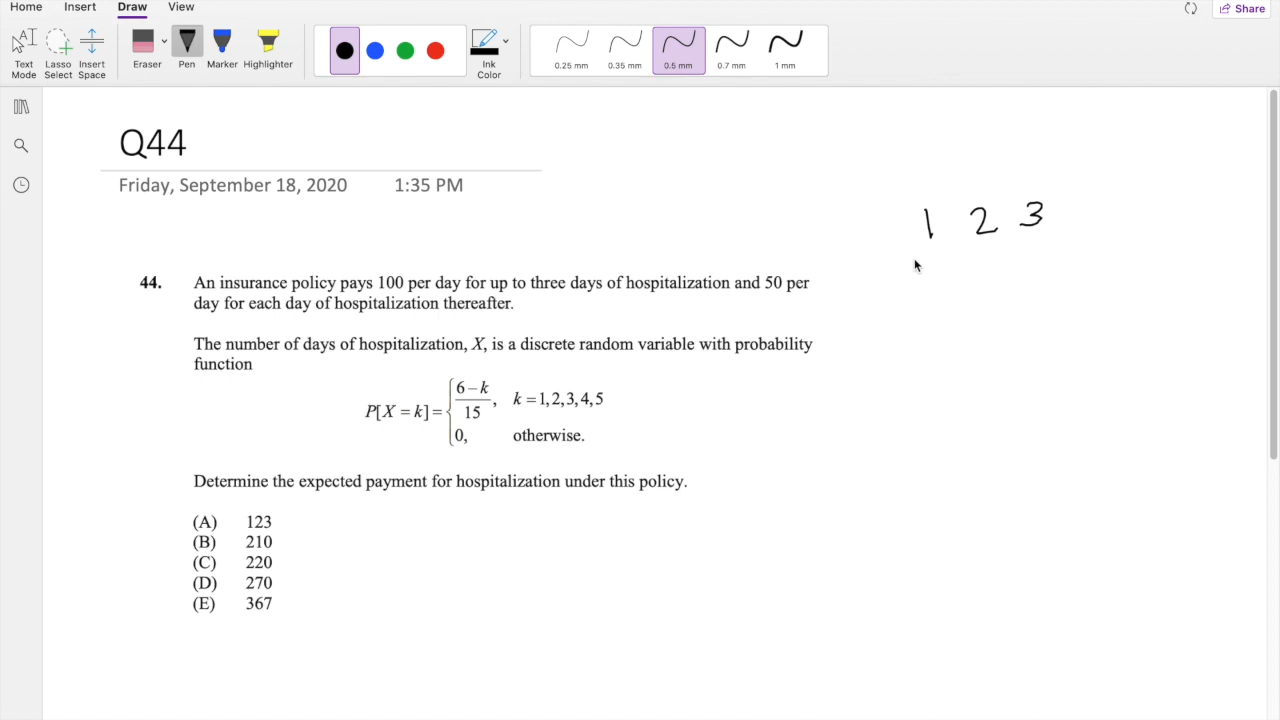 Home Insert Draw View
Share
Text Mode
Lasso Select
Insert Space
Eraser
Pen
Marker
Highlighter
Ink Color
0.25 mm
0.35 mm
0.5 mm
0.7 mm
1 mm
Q44
Friday, September 18, 2020 1:35 PM
1 2 3
44. An insurance policy pays 100 per day for up to three days of hospitalization and 50 per
day for each day of hospitalization thereafter.
The number of days of hospitalization, X, is a discrete random variable with probability
function
P[X = k] = { (6 – k)/15, k = 1, 2, 3, 4, 5
0, otherwise.
Determine the expected payment for hospitalization under this policy.
(A) 123
(B) 210
(C) 220
(D) 270
(E) 367